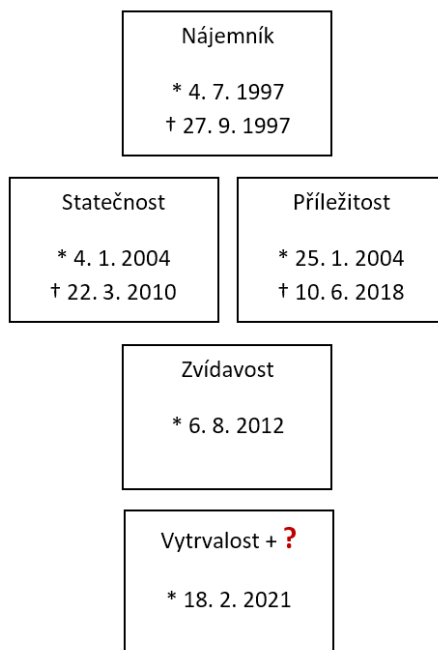 Nájemník
* 4. 7. 1997
† 27. 9. 1997
Statečnost
* 4. 1. 2004
† 22. 3. 2010
Příležitost
* 25. 1. 2004
† 10. 6. 2018
Zvídavost
* 6. 8. 2012
Vytrvalost + ?
* 18. 2. 2021